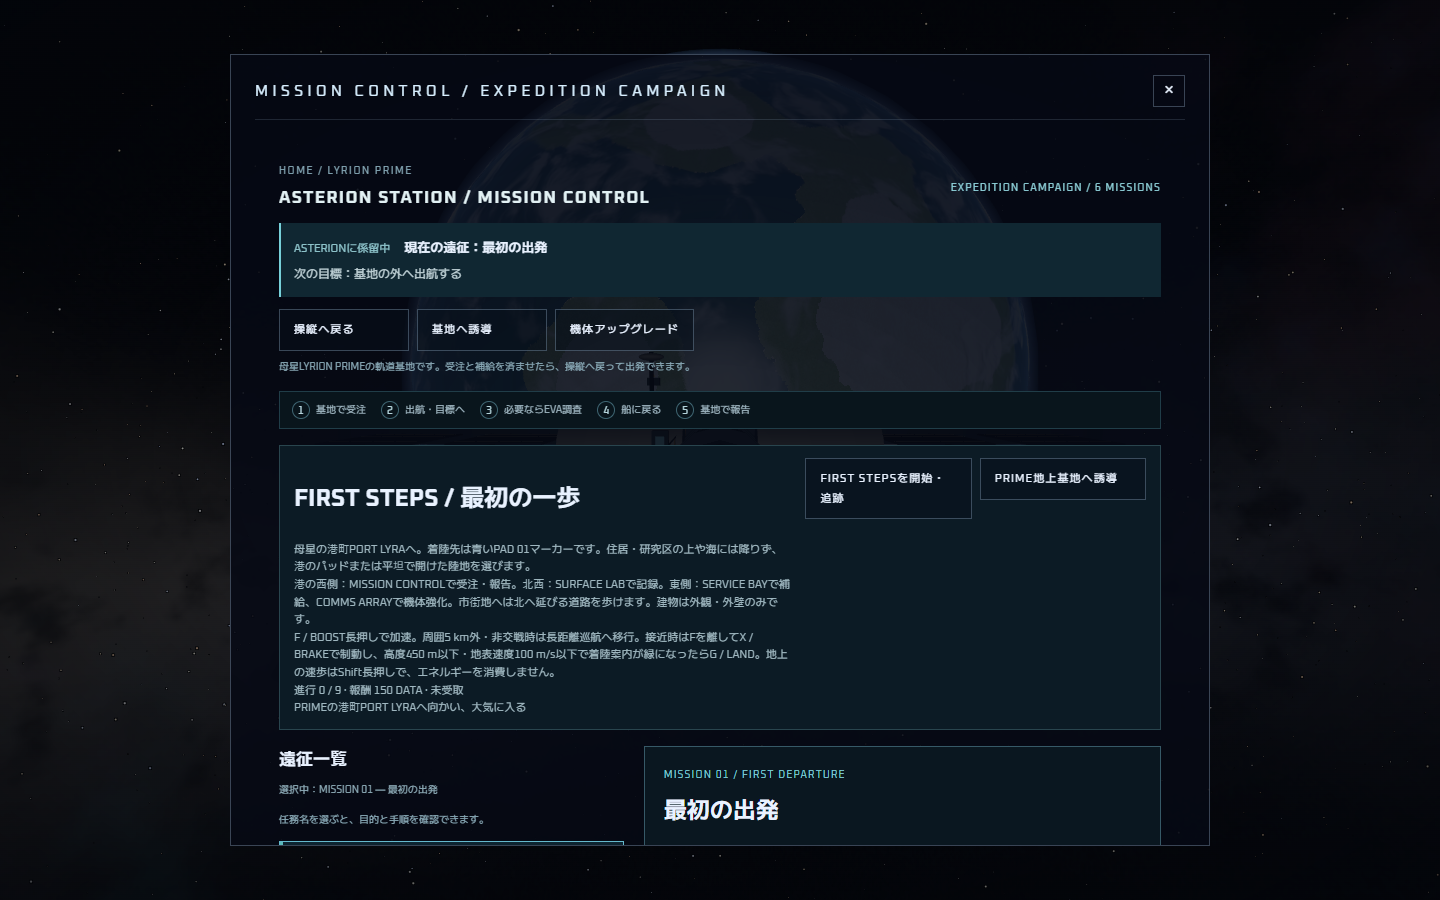 MISSION CONTROL / EXPEDITION CAMPAIGN
×
HOME / LYRION PRIME
ASTERION STATION / MISSION CONTROL
EXPEDITION CAMPAIGN / 6 MISSIONS
ASTERIONに係留中 現在の遠征：最初の出発
次の目標：基地の外へ出航する
操縦へ戻る
基地へ誘導
機体アップグレード
母星LYRION PRIMEの軌道基地です。受注と補給を済ませたら、操縦へ戻って出発できます。
1 基地で受注 2 出航・目標へ 3 必要ならEVA調査 4 船に戻る 5 基地で報告
FIRST STEPS / 最初の一歩
FIRST STEPSを開始・
追跡
PRIME地上基地へ誘導
母星の港町PORT LYRAへ。着陸先は青いPAD 01マーカーです。住居・研究区の上や海には降りず、
港のパッドまたは平坦で開けた陸地を選びます。
港の西側：MISSION CONTROLで受注・報告。北西：SURFACE LABで記録。東側：SERVICE BAYで補
給、COMMS ARRAYで機体強化。市街地へは北へ延びる道路を歩けます。建物は外観・外壁のみで
す。
F / BOOST長押しで加速。周囲5 km外・非交戦時は長距離巡航へ移行。接近時はFを離してX /
BRAKEで制動し、高度450 m以下・地表速度100 m/s以下で着陸案内が緑になったらG / LAND。地上
の速歩はShift長押しで、エネルギーを消費しません。
進行 0 / 9 · 報酬 150 DATA · 未受取
PRIMEの港町PORT LYRAへ向かい、大気に入る
遠征一覧
選択中：MISSION 01 — 最初の出発
任務名を選ぶと、目的と手順を確認できます。
MISSION 01 / FIRST DEPARTURE
最初の出発